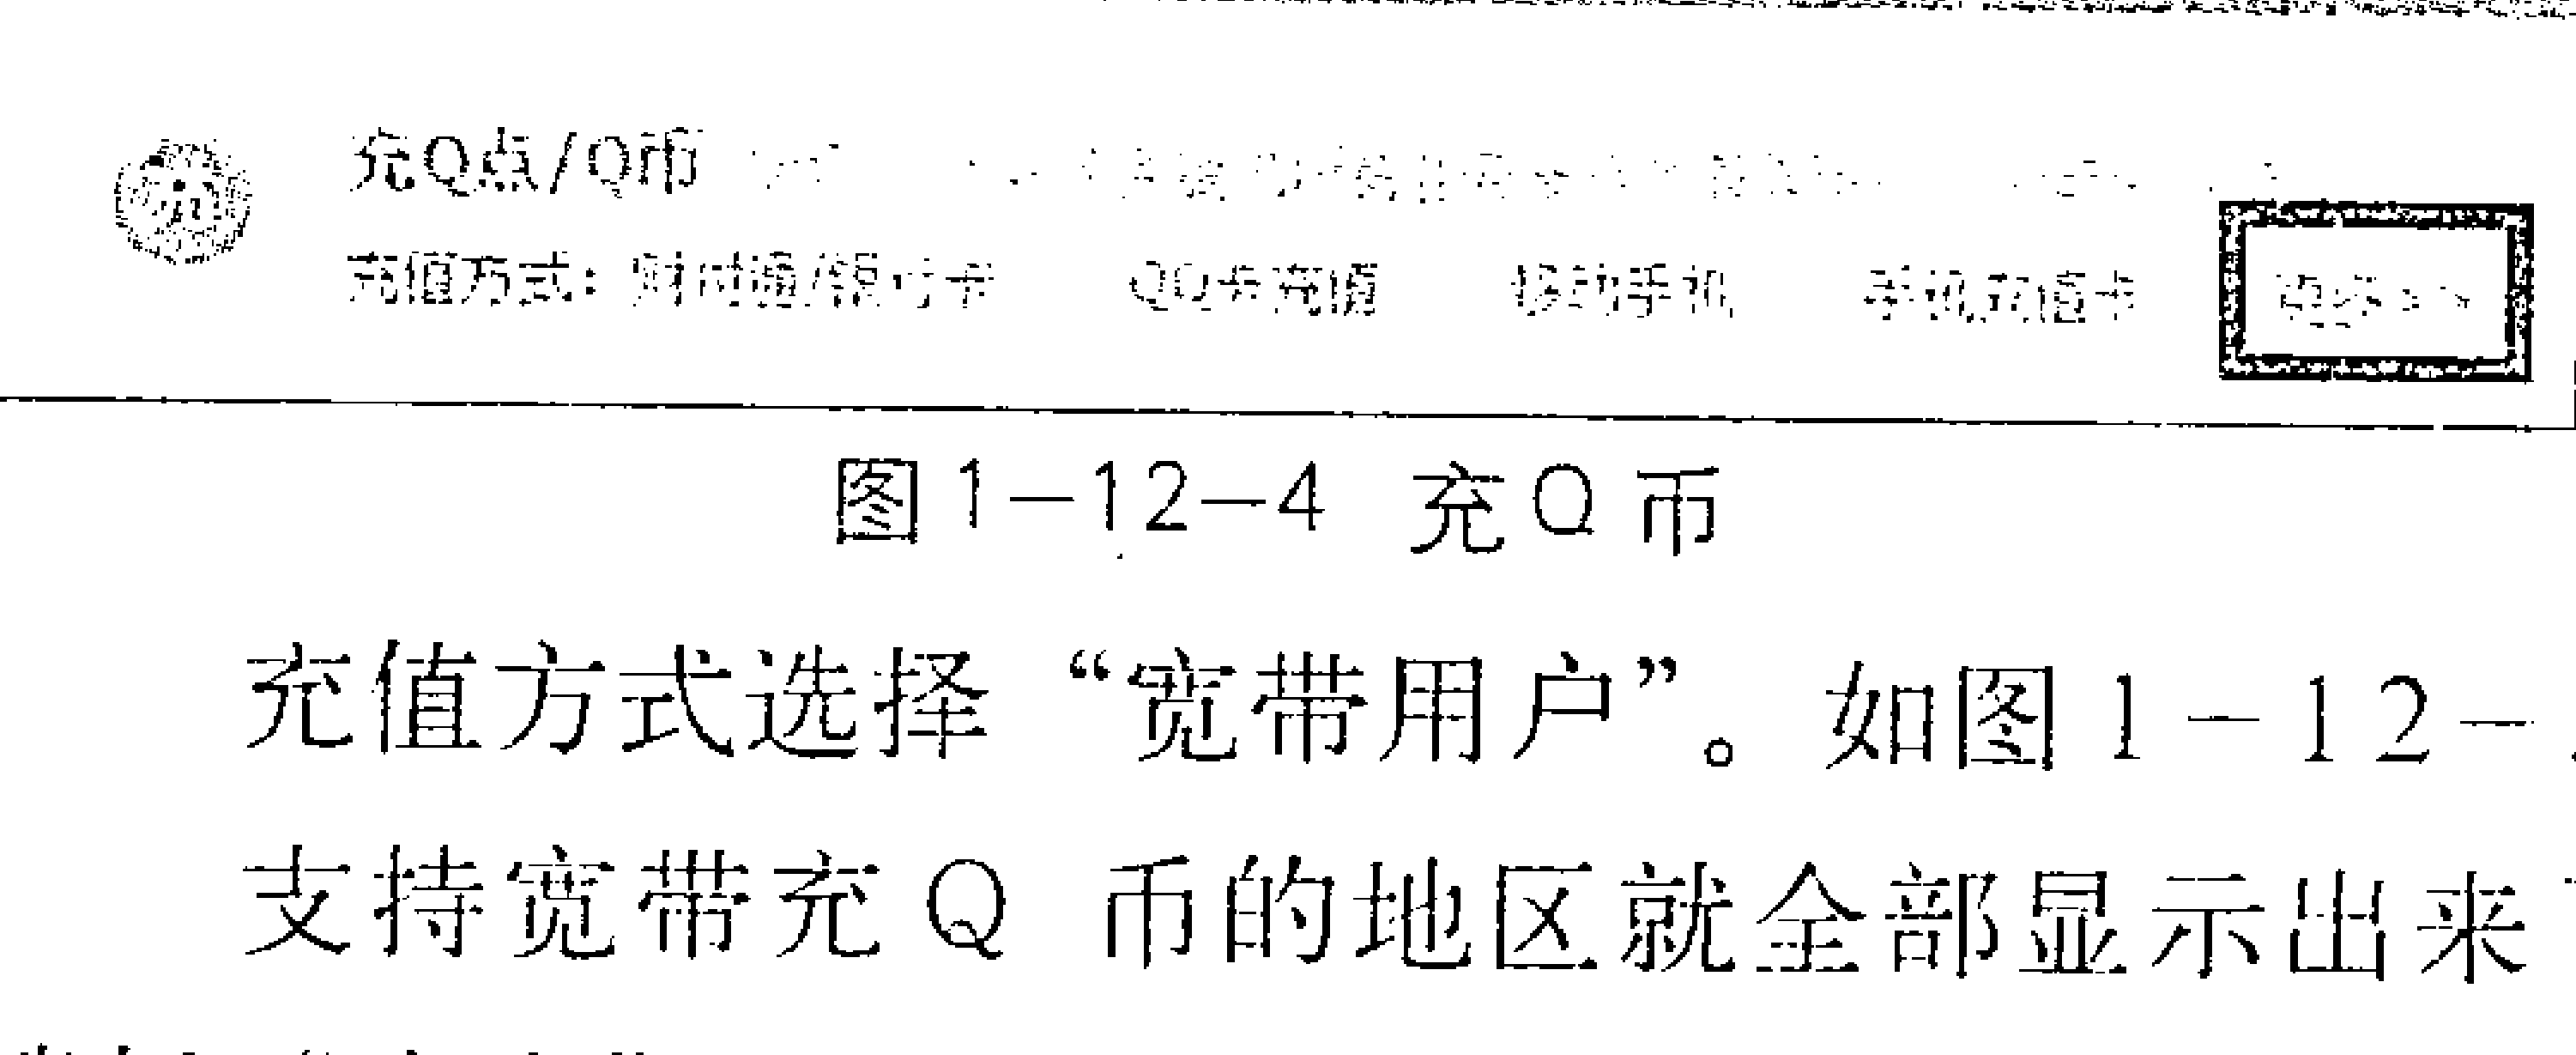 充Q点/Q币
充值方式：财付通/银行卡 QQ卡充值 移动手机 手机充值卡
图1－12－4 充Q币
充值方式选择“宽带用户”。如图1－12－
支持宽带充Q 币的地区就全部显示出来